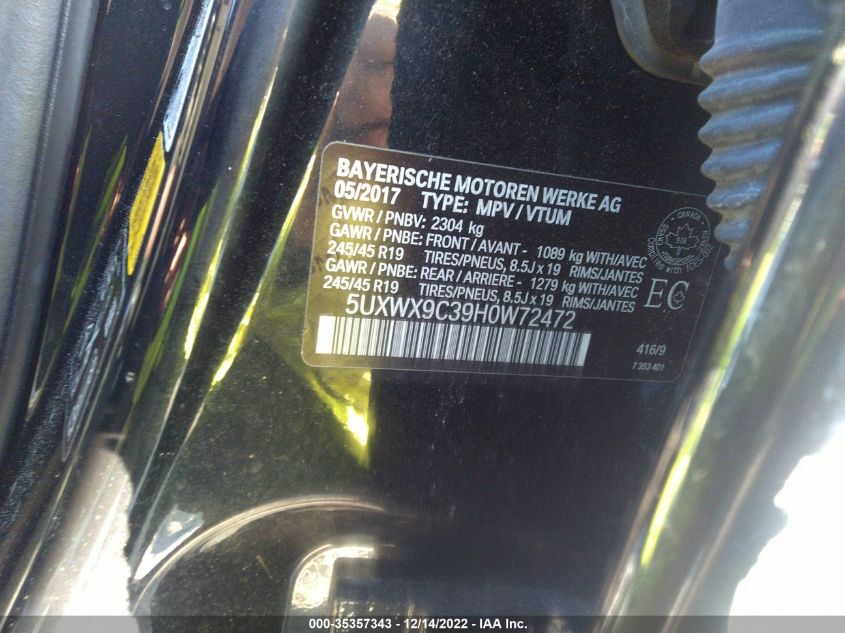 BAYERISCHE MOTOREN WERKE AG
05/2017 TYPE: MPV / VTUM
GVWR / PNBV: 2304 kg
GAWR / PNBE: FRONT / AVANT - 1089 kg WITH/AVEC
245/45 R19 TIRES/PNEUS, 8.5J x 19 RIMS/JANTES
GAWR / PNBE: REAR / ARRIERE - 1279 kg WITH/AVEC
245/45 R19 TIRES/PNEUS, 8.5J x 19 RIMS/JANTES
5UXWX9C39H0W72472
CANADA
EC
416/9
7 353 401
000-35357343 - 12/14/2022 - IAA Inc.